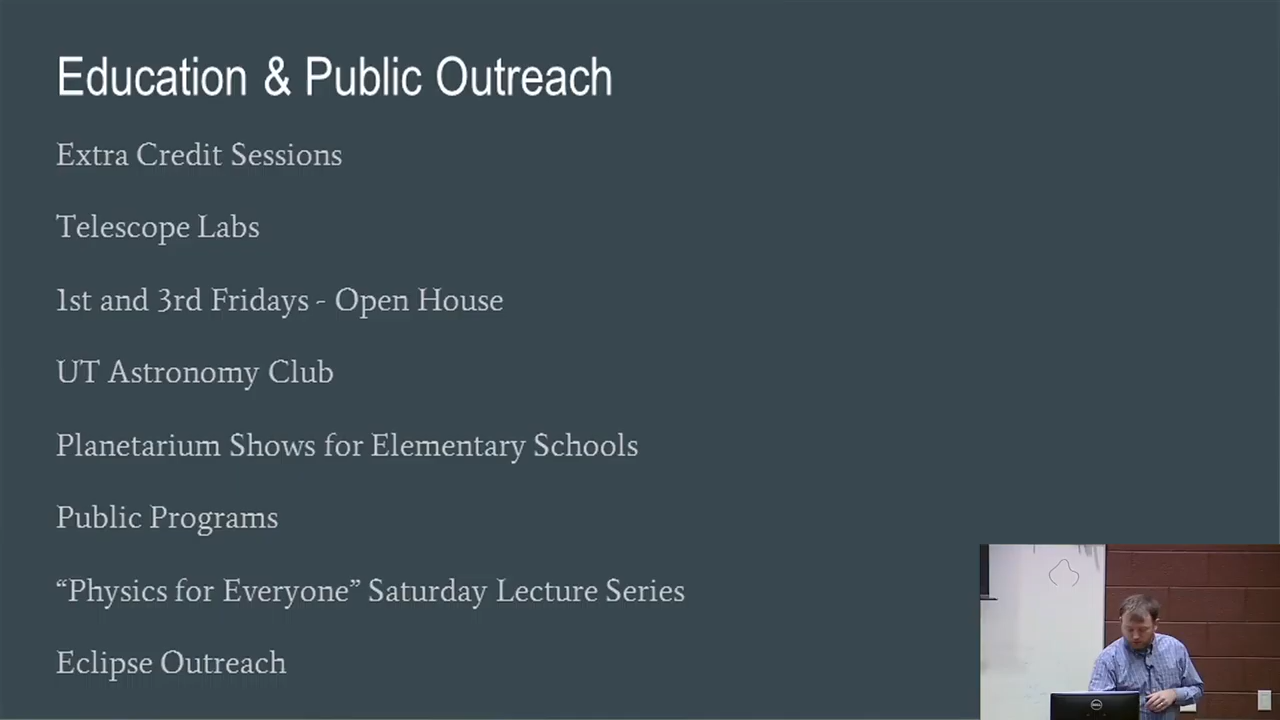 Education & Public Outreach
Extra Credit Sessions
Telescope Labs
1st and 3rd Fridays - Open House
UT Astronomy Club
Planetarium Shows for Elementary Schools
Public Programs
“Physics for Everyone” Saturday Lecture Series
Eclipse Outreach
DELL